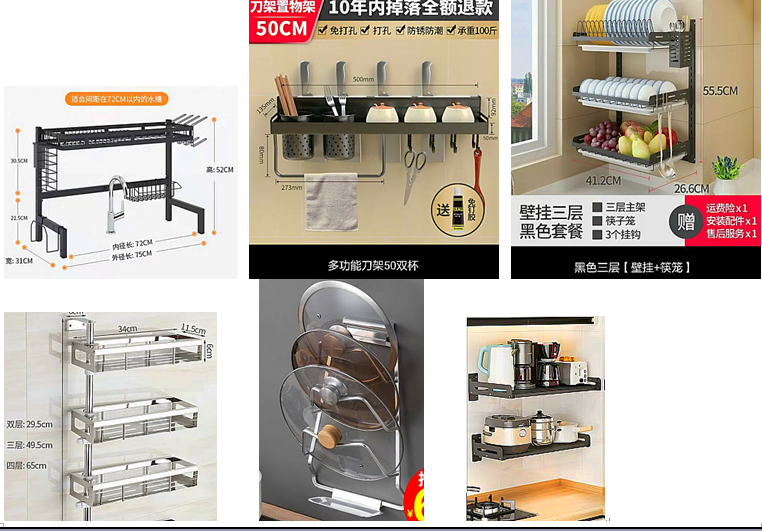 适合间距在72CM以内的水槽
30.5CM
21.5CM
高: 52CM
内径长: 72CM
外径长: 75CM
宽: 31CM
刀架置物架
50CM
10年内掉落全额退款
免打孔 打孔 防锈防潮 承重100斤
500mm
135mm
92mm
50mm
80mm
273mm
送
免钉胶
多功能刀架50双杯
55.5CM
41.2CM
26.6CM
壁挂三层
黑色套餐
三层主架
筷子笼
3个挂钩
赠
运费险x1
安装配件x1
售后服务x1
黑色三层【壁挂+筷笼】
34cm
11.5cm
6cm
双层: 29.5cm
三层: 49.5cm
四层: 65cm